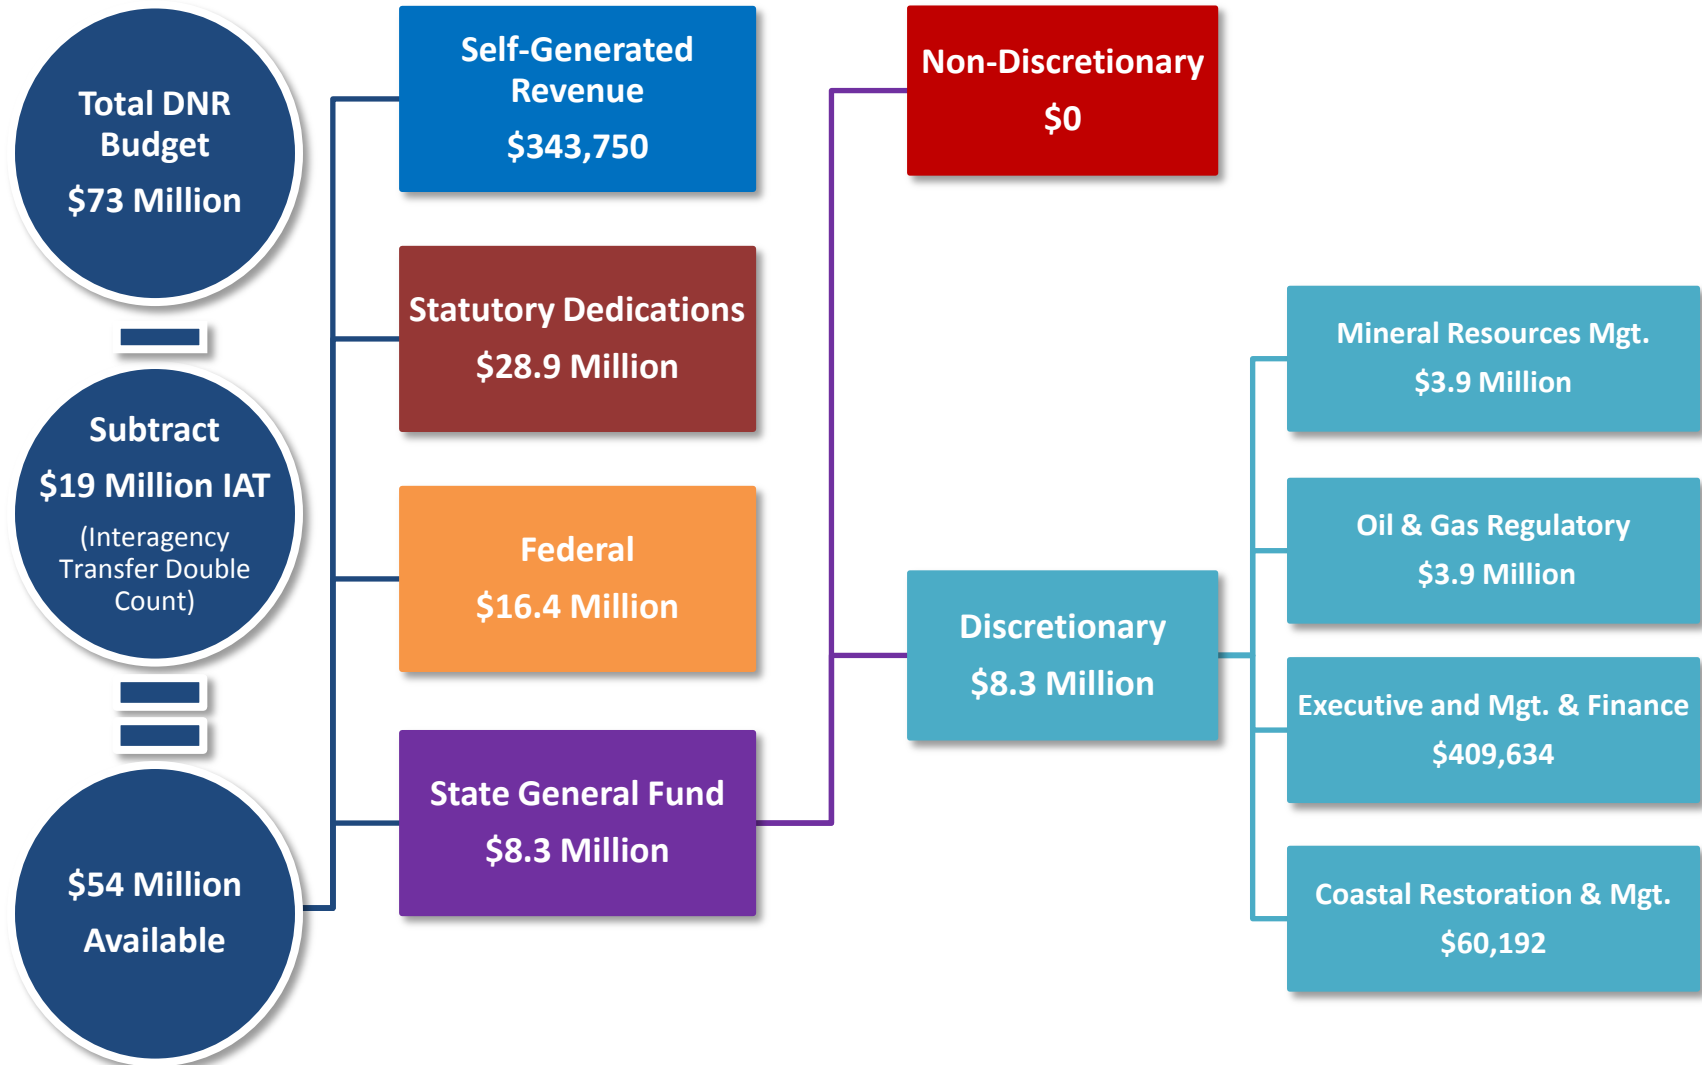 Total DNR
Budget
$73 Million
Subtract
$19 Million IAT
(Interagency
Transfer Double
Count)
$54 Million
Available
Self-Generated
Revenue
$343,750
Statutory Dedications
$28.9 Million
Federal
$16.4 Million
State General Fund
$8.3 Million
Non-Discretionary
$0
Discretionary
$8.3 Million
Mineral Resources Mgt.
$3.9 Million
Oil & Gas Regulatory
$3.9 Million
Executive and Mgt. & Finance
$409,634
Coastal Restoration & Mgt.
$60,192